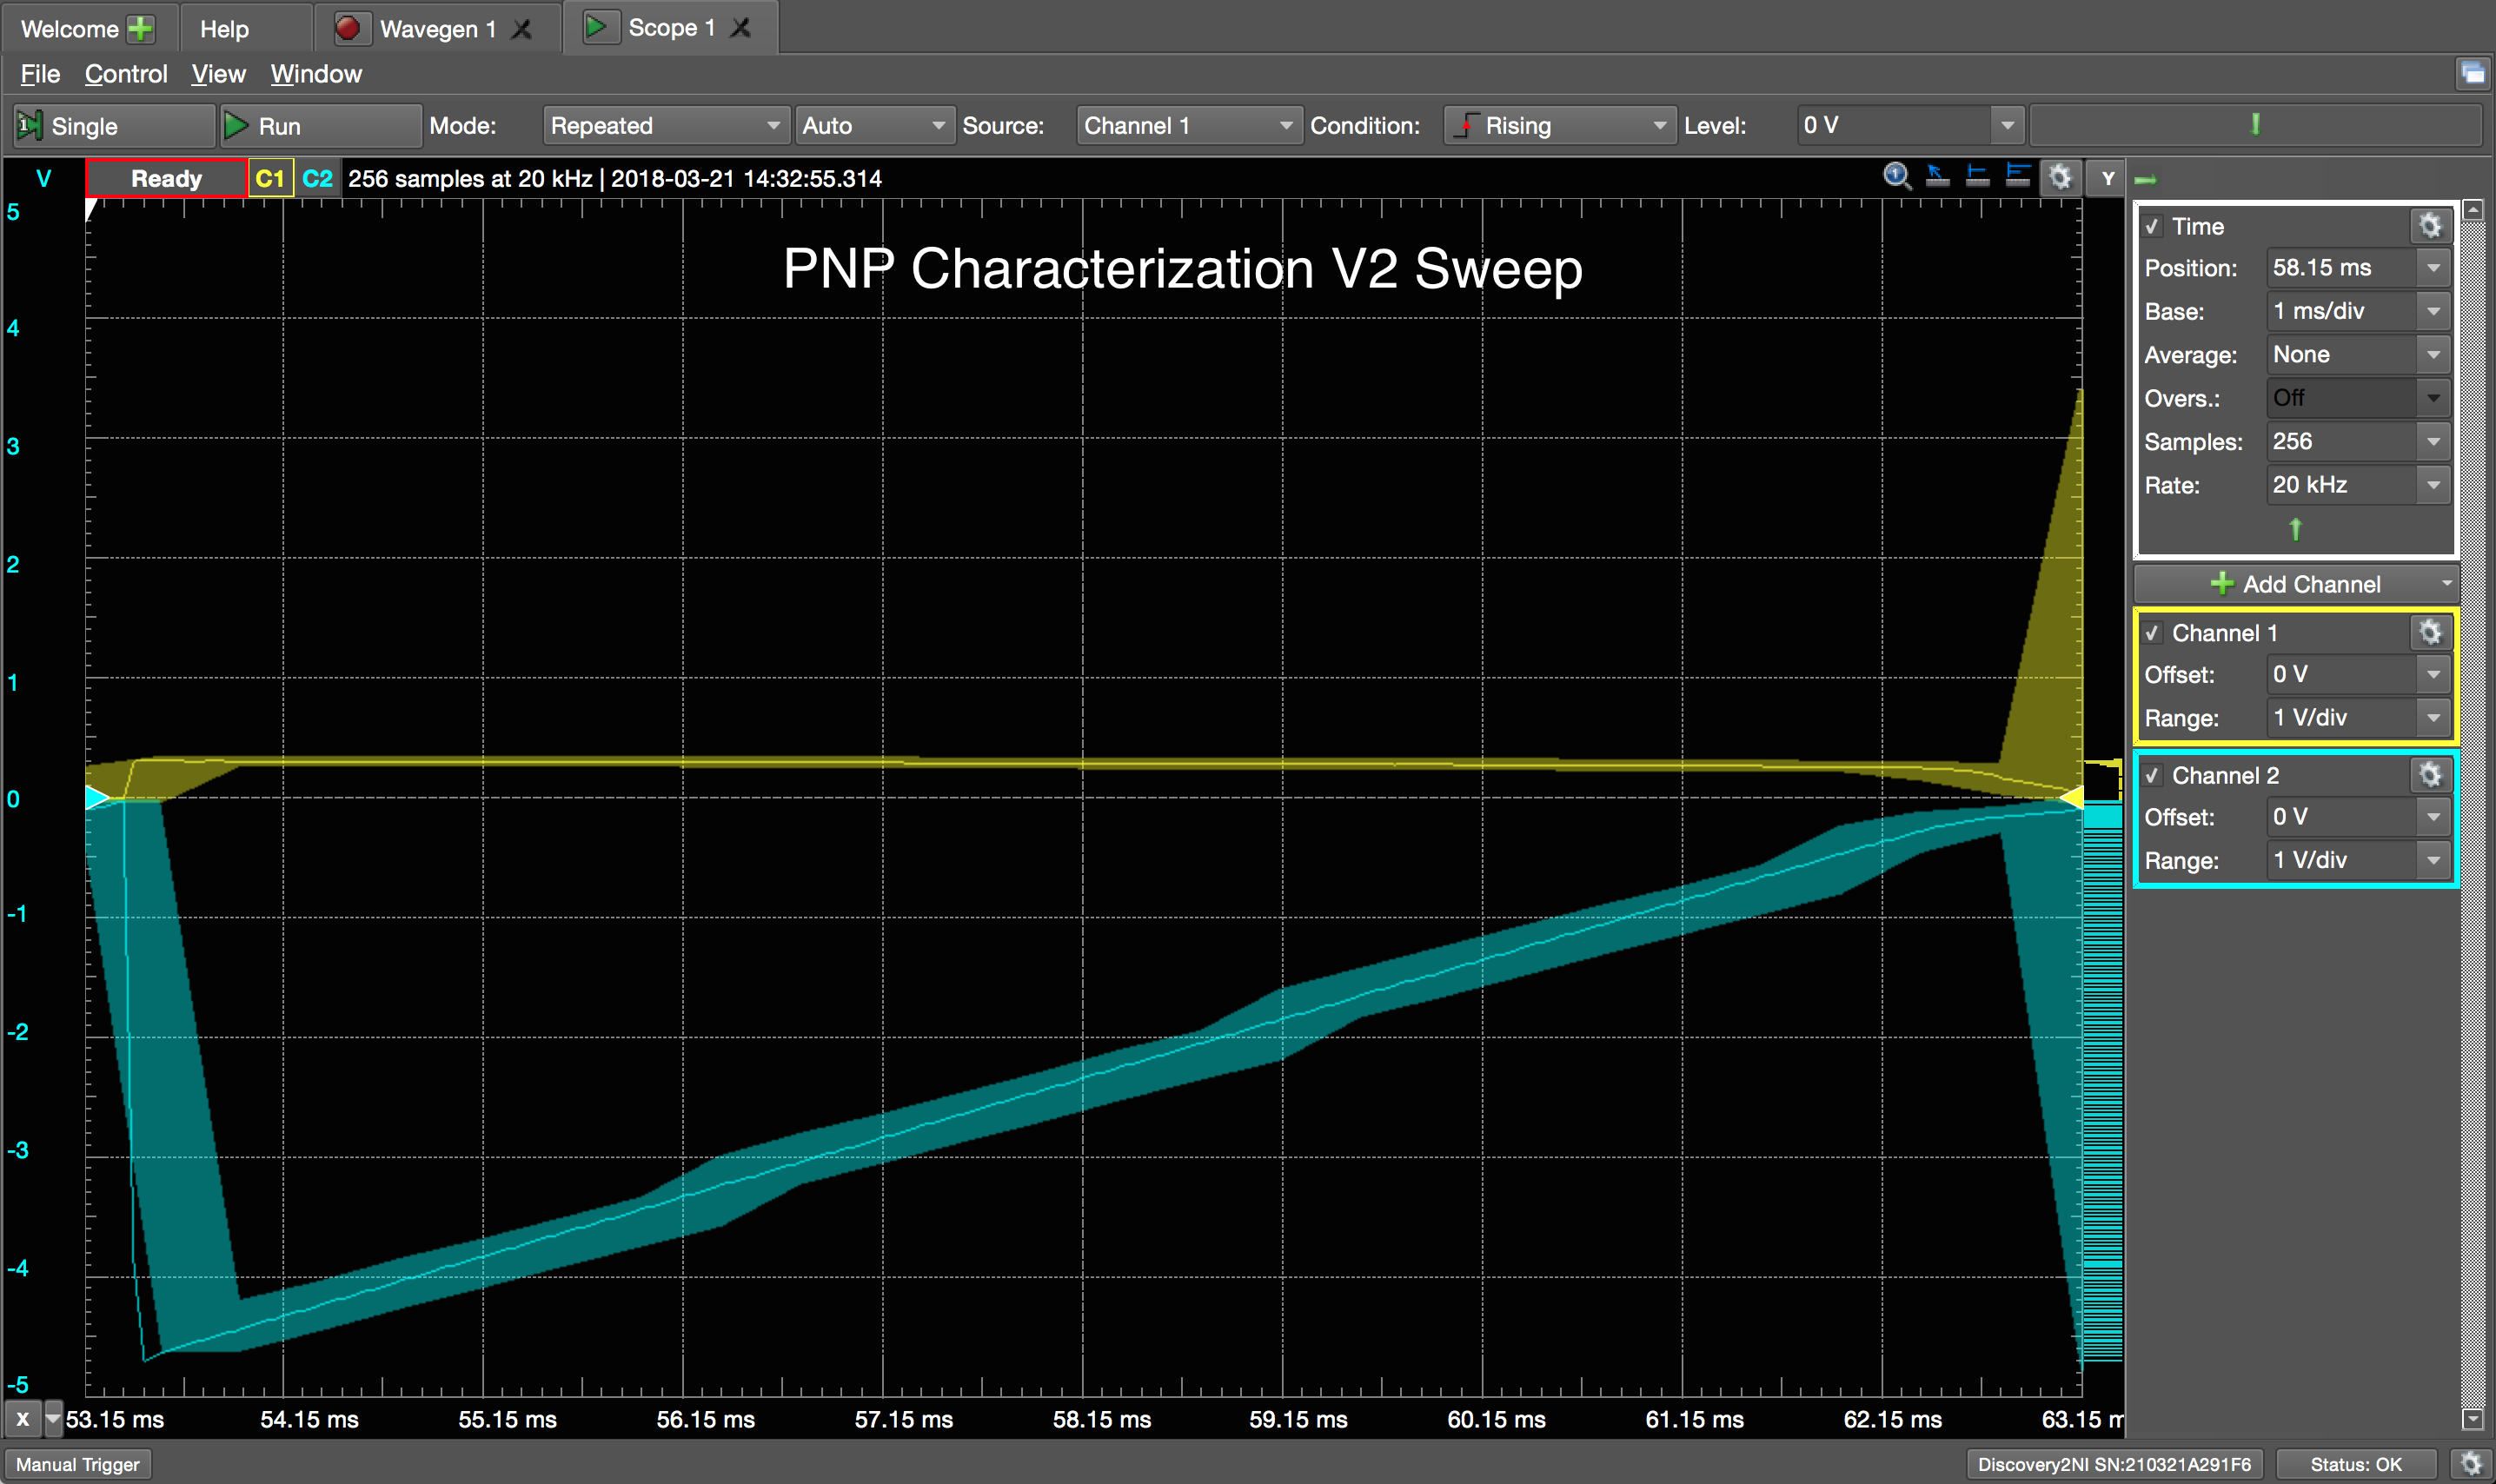 Welcome
Help
Wavegen 1
Scope 1
File Control View Window
1 Single Run Mode: Repeated Auto Source: Channel 1 Condition: Rising Level: 0 V
V Ready C1 C2 256 samples at 20 kHz | 2018-03-21 14:32:55.314 1 Y
PNP Characterization V2 Sweep
5
4
3
2
1
0
-1
-2
-3
-4
-5
X 53.15 ms 54.15 ms 55.15 ms 56.15 ms 57.15 ms 58.15 ms 59.15 ms 60.15 ms 61.15 ms 62.15 ms 63.15 m
Time
Position: 58.15 ms
Base: 1 ms/div
Average: None
Overs.: Off
Samples: 256
Rate: 20 kHz
Add Channel
Channel 1
Offset: 0 V
Range: 1 V/div
Channel 2
Offset: 0 V
Range: 1 V/div
Manual Trigger Discovery2NI SN:210321A291F6 Status: OK